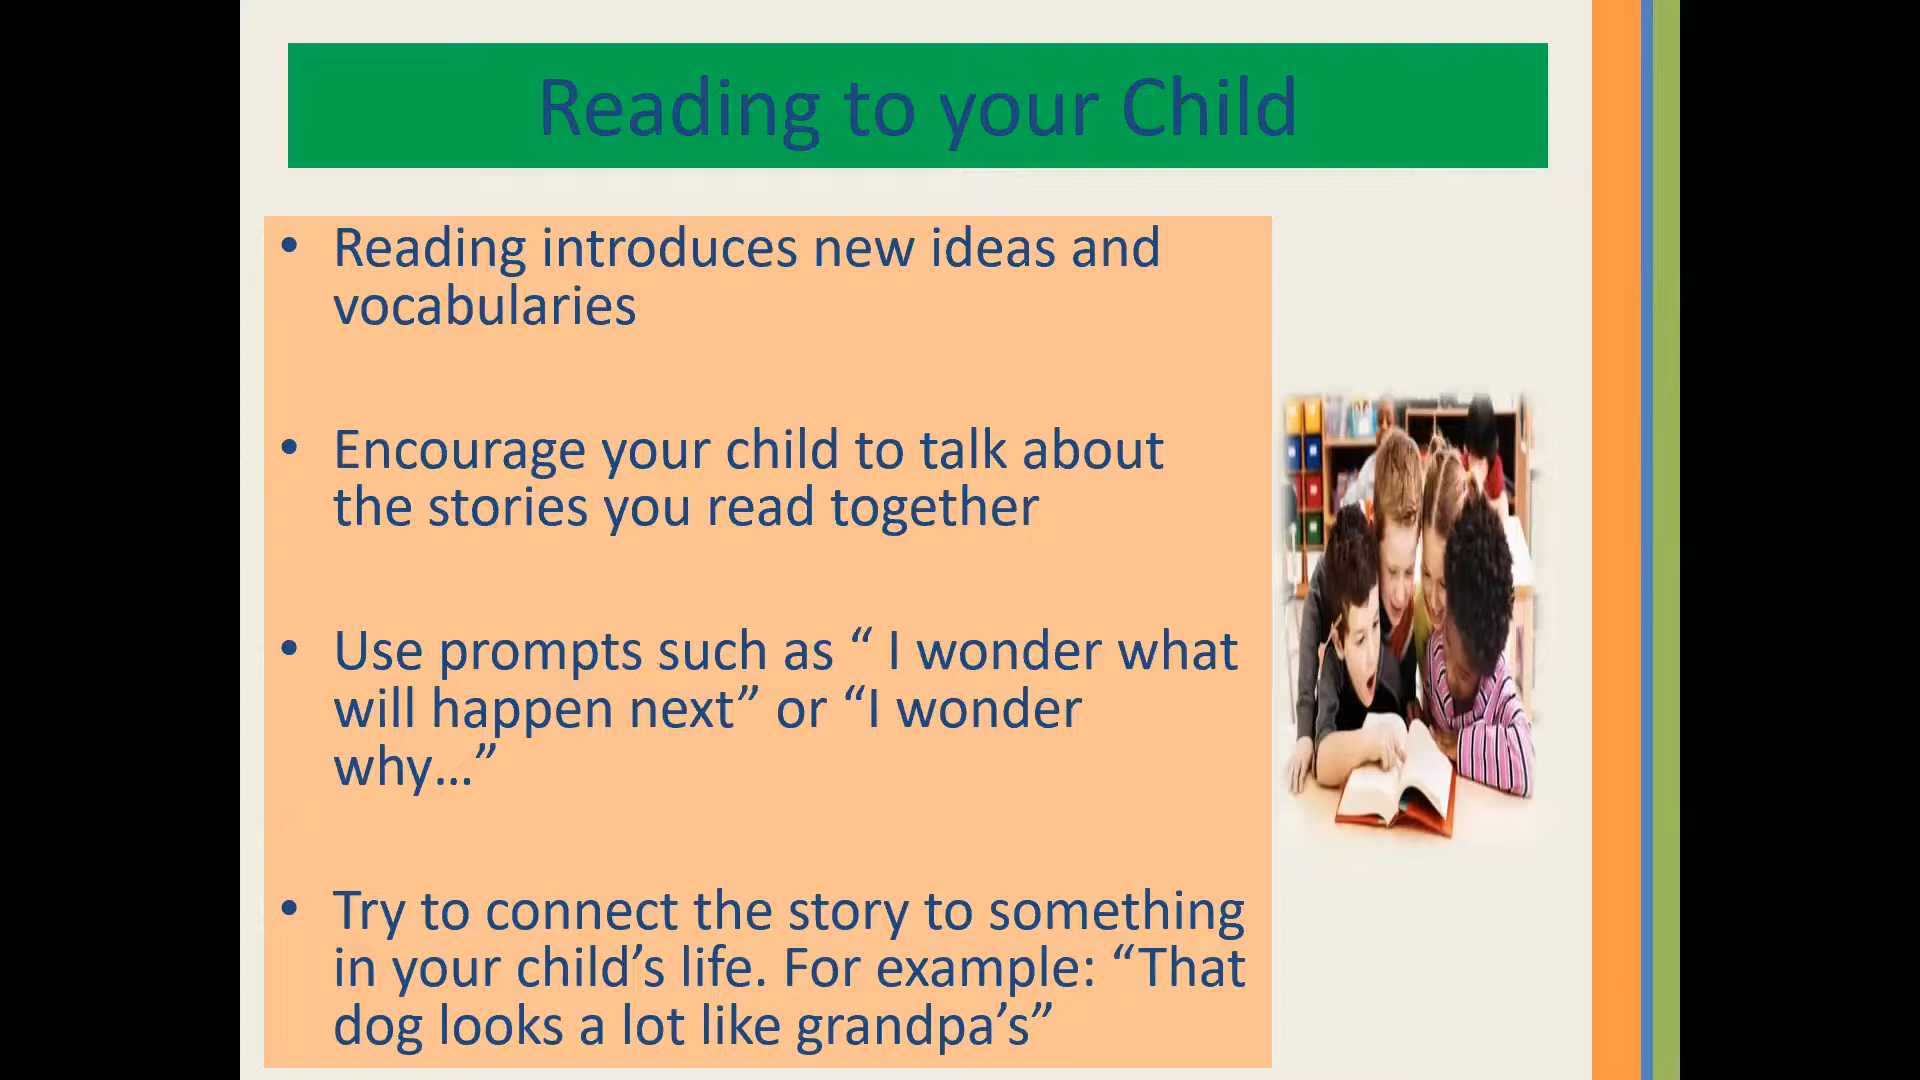 Reading to your Child
• Reading introduces new ideas and
vocabularies
• Encourage your child to talk about
the stories you read together
• Use prompts such as “ I wonder what
will happen next” or “I wonder
why…”
• Try to connect the story to something
in your child’s life. For example: “That
dog looks a lot like grandpa’s”